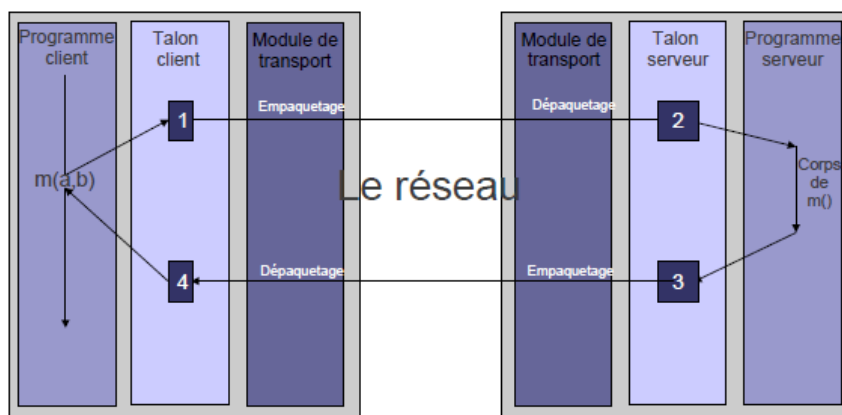 Programme
client
Talon
client
Module de
transport
Module de
transport
Talon
serveur
Programme
serveur
Empaquetage
Dépaquetage
1
2
m(a,b)
Le réseau
Corps
de
m()
4
Dépaquetage
Empaquetage
3